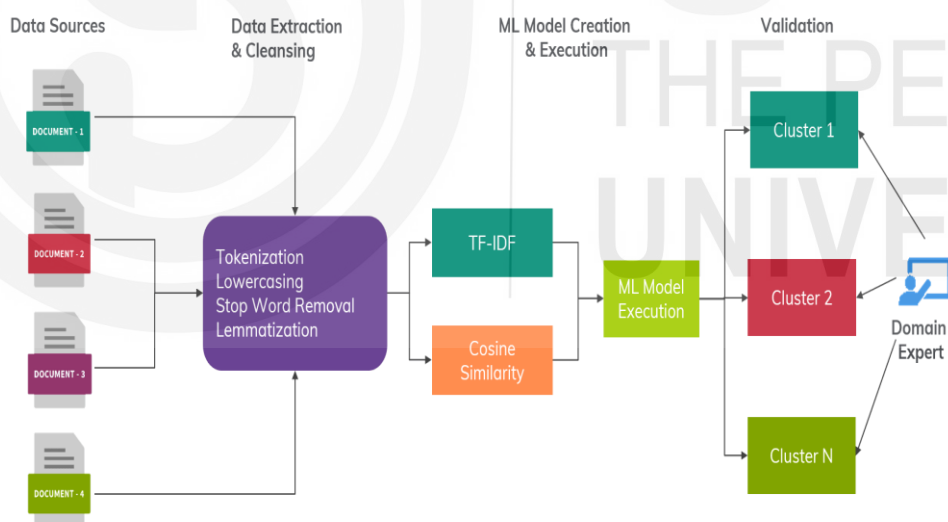 Data Sources
Data Extraction
& Cleansing
ML Model Creation
& Execution
Validation
THE PE
UNIVE
DOCUMENT - 1
DOCUMENT - 2
DOCUMENT - 3
DOCUMENT - 4
Tokenization
Lowercasing
Stop Word Removal
Lemmatization
TF-IDF
Cosine
Similarity
ML Model
Execution
Cluster 1
Cluster 2
Cluster N
Domain
Expert